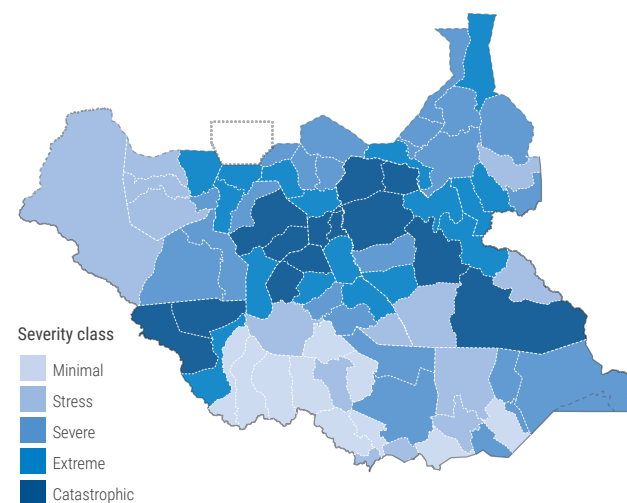 Severity class
Minimal
Stress
Severe
Extreme
Catastrophic